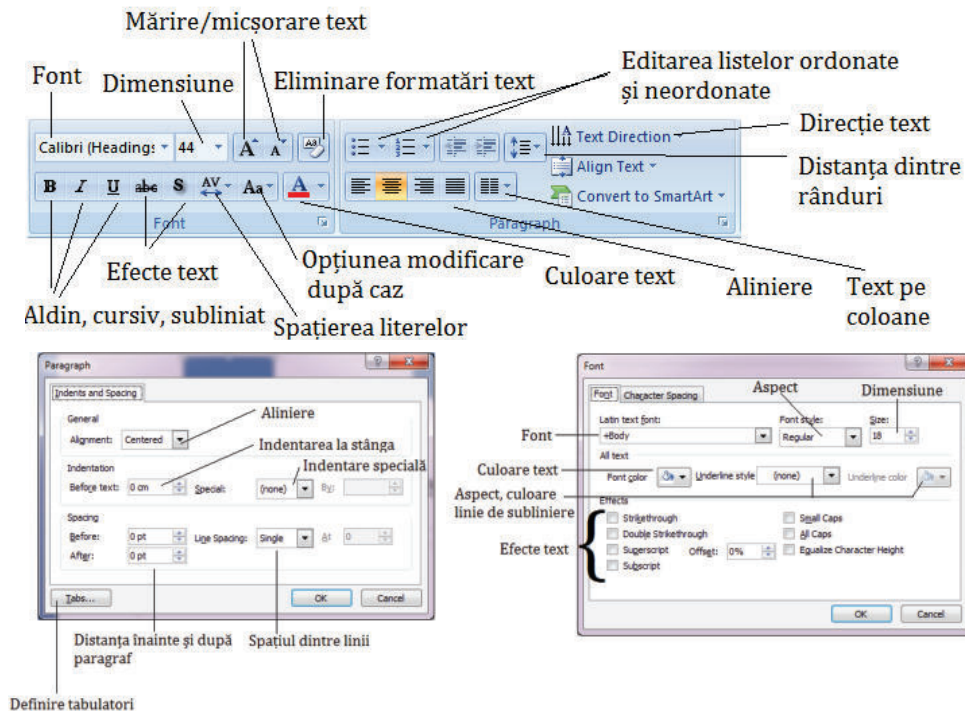 Mărire/micșorare text
Font
Dimensiune
Eliminare formatări text
Editarea listelor ordonate
și neordonate
Direcție text
Distanța dintre
rânduri
Calibri (Headings
44
A
A
Aa
Text Direction
Align Text
Convert to SmartArt
B I U abc S AV Aa A
Font
Paragraph
Efecte text
Opțiunea modificare
după caz
Culoare text
Aliniere
Text pe
coloane
Aldin, cursiv, subliniat
Spațierea literelor
Paragraph
Indents and Spacing
General
Alignment: Centered
Aliniere
Indentarea la stânga
Indentare specială
Indentation
Before text: 0 cm Special: (none) By:
Spacing
Before: 0 pt Line Spacing: Single At 0
After: 0 pt
Tabs... OK Cancel
Distanța înainte și după
paragraf
Spațiul dintre linii
Definire tabulatori
Font
Font Character Spacing
Aspect
Dimensiune
Latin text font: Font style: Size:
Font
+Body Regular 18
All text
Culoare text
Font color Underline style (none) Underline color
Aspect, culoare
linie de subliniere
Effects
Efecte text
Strikethrough Small Caps
Double Strikethrough All Caps
Superscript Offset: 0% Equalize Character Height
Subscript
OK Cancel